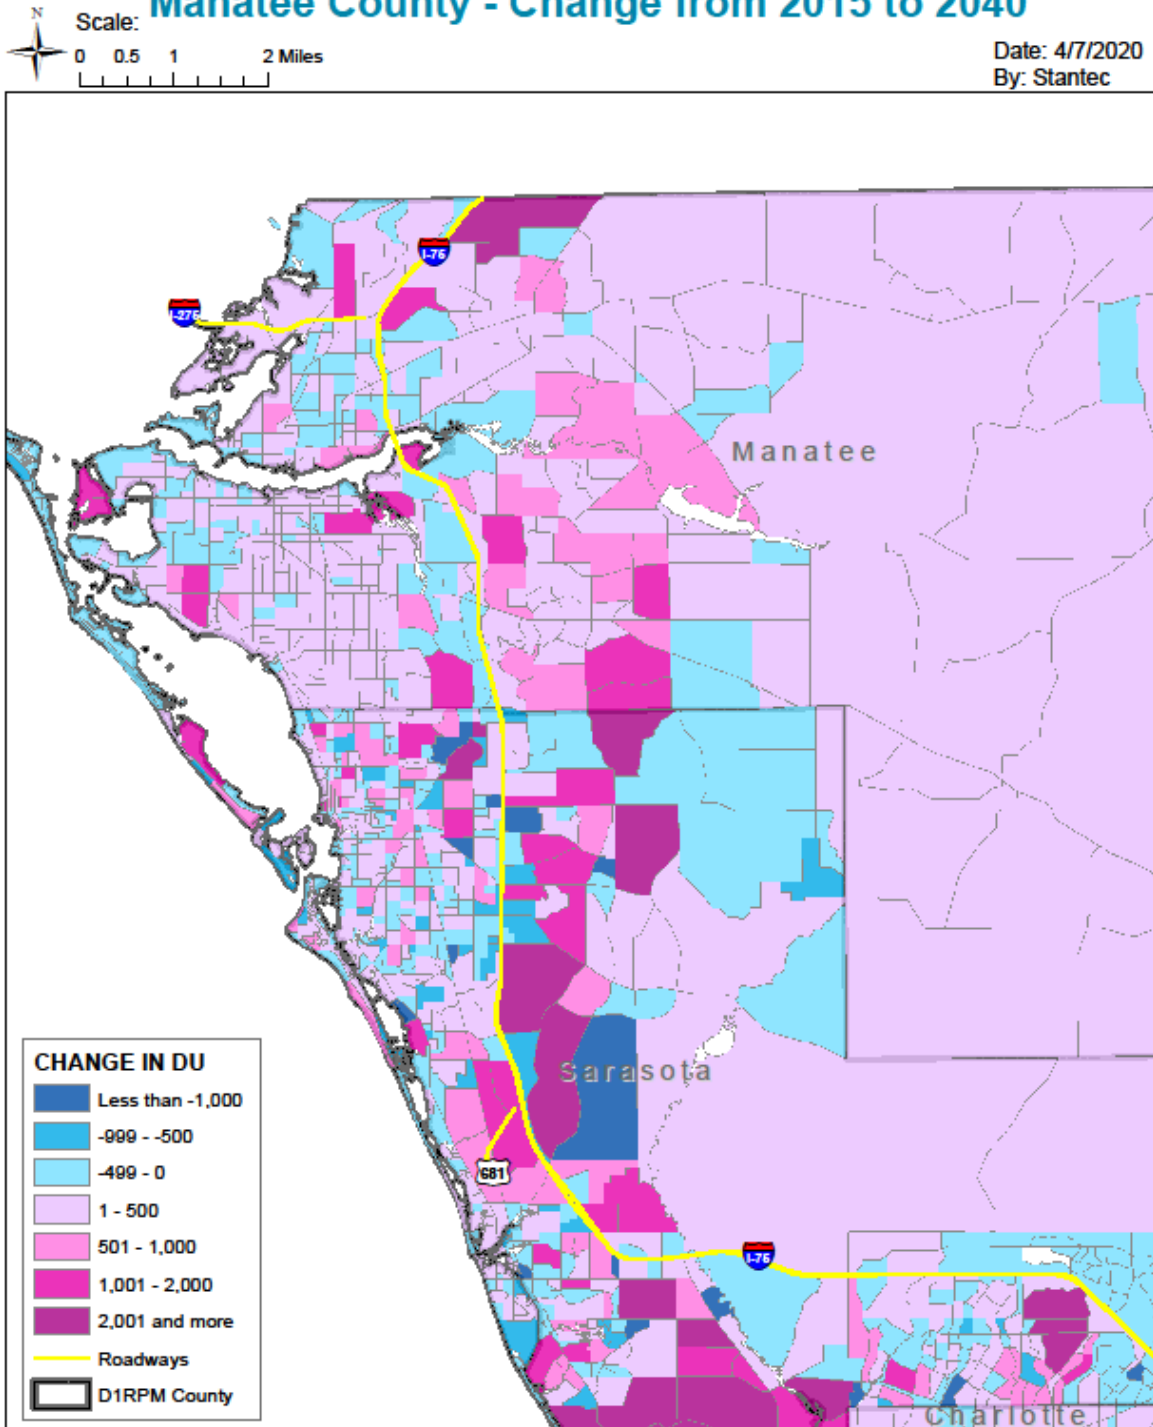 Manatee County - Change from 2015 to 2040
N
Scale:
0 0.5 1 2 Miles
Date: 4/7/2020
By: Stantec
I-75
I-275
Manatee
Sarasota
681
I-75
Charlotte
CHANGE IN DU
Less than -1,000
-999 - -500
-499 - 0
1 - 500
501 - 1,000
1,001 - 2,000
2,001 and more
Roadways
D1RPM County